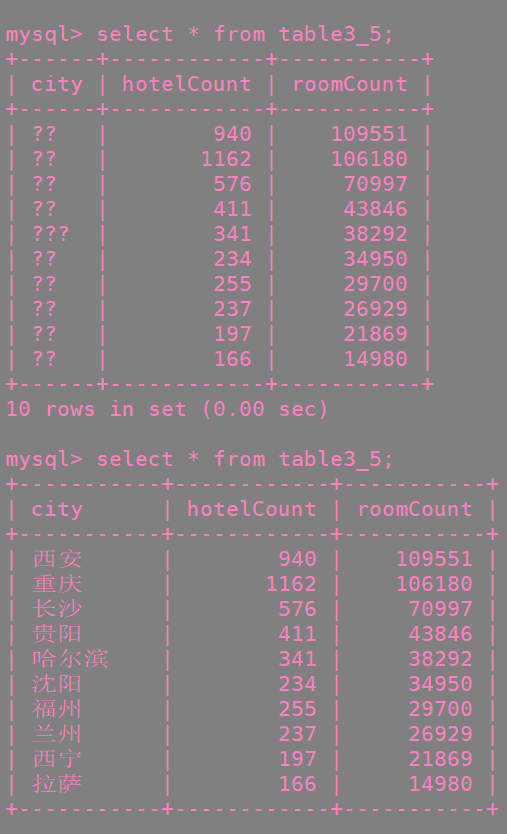 mysql> select * from table3_5;
+------+------------+-----------+
| city | hotelCount | roomCount |
+------+------------+-----------+
| ??   |        940 |    109551 |
| ??   |       1162 |    106180 |
| ??   |        576 |     70997 |
| ??   |        411 |     43846 |
| ???  |        341 |     38292 |
| ??   |        234 |     34950 |
| ??   |        255 |     29700 |
| ??   |        237 |     26929 |
| ??   |        197 |     21869 |
| ??   |        166 |     14980 |
+------+------------+-----------+
10 rows in set (0.00 sec)
mysql> select * from table3_5;
+-----------+------------+-----------+
| city      | hotelCount | roomCount |
+-----------+------------+-----------+
| 西安    |        940 |    109551 |
| 重庆    |       1162 |    106180 |
| 长沙    |        576 |     70997 |
| 贵阳    |        411 |     43846 |
| 哈尔滨    |        341 |     38292 |
| 沈阳    |        234 |     34950 |
| 福州    |        255 |     29700 |
| 兰州    |        237 |     26929 |
| 西宁    |        197 |     21869 |
| 拉萨    |        166 |     14980 |
+-----------+------------+-----------+